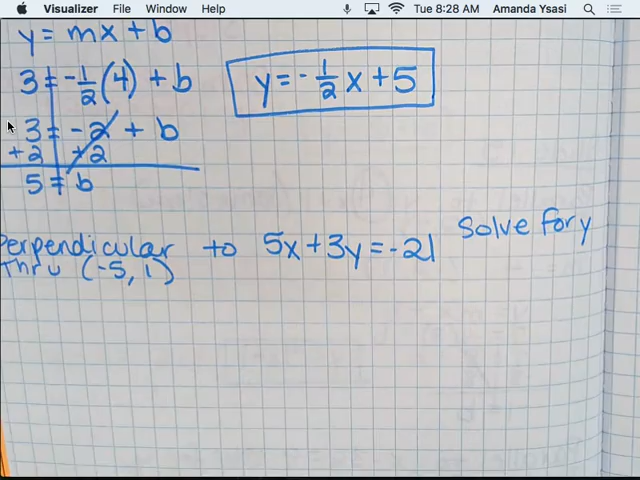 Visualizer File Window Help Tue 8:28 AM Amanda Ysasi
y = mx + b
3 = -1/2(4) + b
y = -1/2 x + 5
3 = -2 + b
+2 +2
5 = b
Perpendicular to 5x + 3y = -21 Solve for y
Thru (-5, 1)